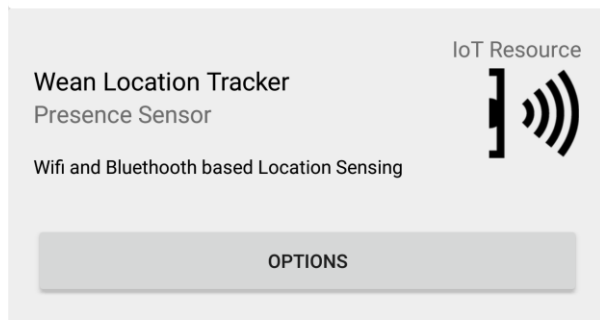 IoT Resource
Wean Location Tracker
Presence Sensor
Wifi and Bluethooth based Location Sensing
OPTIONS